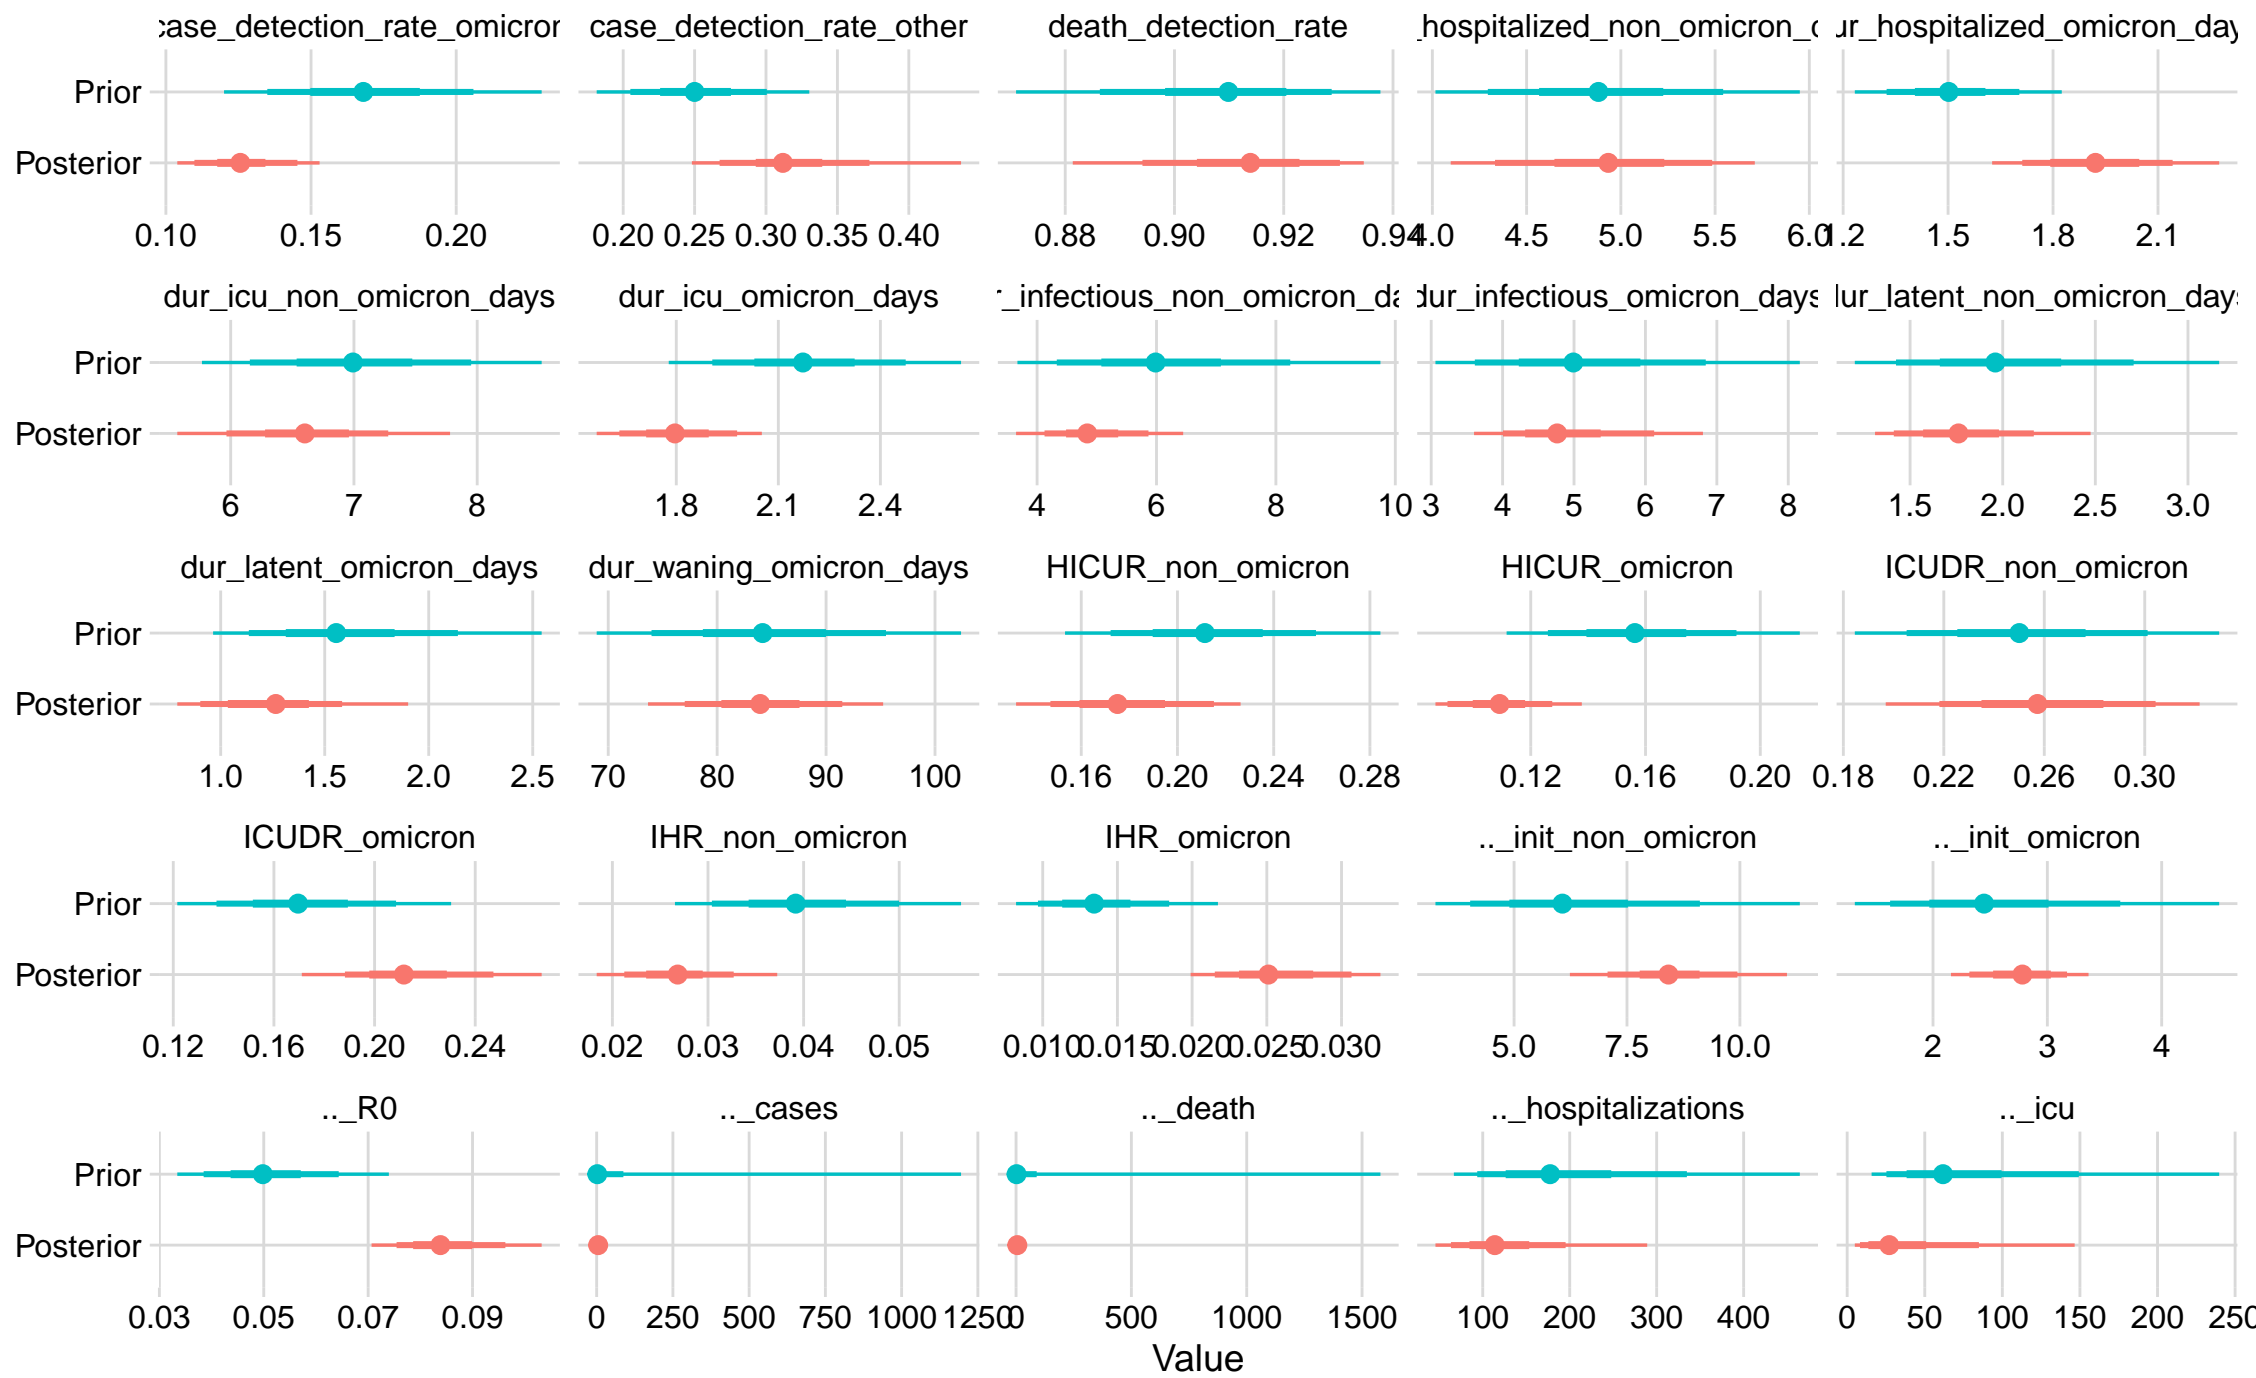 case_detection_rate_omicron case_detection_rate_other death_detection_rate _hospitalized_non_omicron_d ur_hospitalized_omicron_day
Prior
Posterior
0.10 0.15 0.20 0.20 0.25 0.30 0.35 0.40 0.88 0.90 0.92 0.94 4.0 4.5 5.0 5.5 6.0 1.2 1.5 1.8 2.1
dur_icu_non_omicron_days dur_icu_omicron_days r_infectious_non_omicron_da dur_infectious_omicron_days dur_latent_non_omicron_days
Prior
Posterior
6 7 8 1.8 2.1 2.4 4 6 8 10 3 4 5 6 7 8 1.5 2.0 2.5 3.0
dur_latent_omicron_days dur_waning_omicron_days HICUR_non_omicron HICUR_omicron ICUDR_non_omicron
Prior
Posterior
1.0 1.5 2.0 2.5 70 80 90 100 0.16 0.20 0.24 0.28 0.12 0.16 0.20 0.18 0.22 0.26 0.30
ICUDR_omicron IHR_non_omicron IHR_omicron .._init_non_omicron .._init_omicron
Prior
Posterior
0.12 0.16 0.20 0.24 0.02 0.03 0.04 0.05 0.010 0.015 0.020 0.025 0.030 5.0 7.5 10.0 2 3 4
.._R0 .._cases .._death .._hospitalizations .._icu
Prior
Posterior
0.03 0.05 0.07 0.09 0 250 500 750 1000 1250 0 500 1000 1500 100 200 300 400 0 50 100 150 200 250
Value